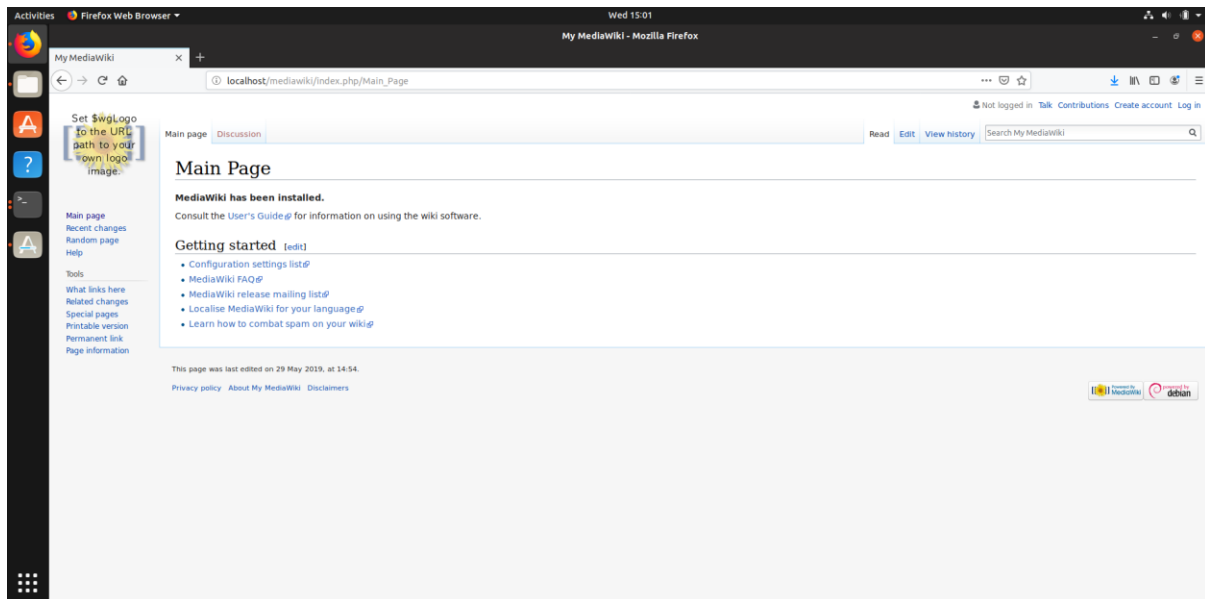 Activities Firefox Web Browser Wed 15:01
My MediaWiki - Mozilla Firefox
My MediaWiki
localhost/mediawiki/index.php/Main_Page
Not logged in Talk Contributions Create account Log in
Set $wgLogo
to the URL
path to your
own logo
image.
Main page Discussion Read Edit View history Search My MediaWiki
Main Page
MediaWiki has been installed.
Consult the User's Guide for information on using the wiki software.
Getting started [edit]
• Configuration settings list
• MediaWiki FAQ
• MediaWiki release mailing list
• Localise MediaWiki for your language
• Learn how to combat spam on your wiki
Main page
Recent changes
Random page
Help
Tools
What links here
Related changes
Special pages
Printable version
Permanent link
Page information
This page was last edited on 29 May 2019, at 14:54.
Privacy policy About My MediaWiki Disclaimers
Powered By
MediaWiki
powered by
debian